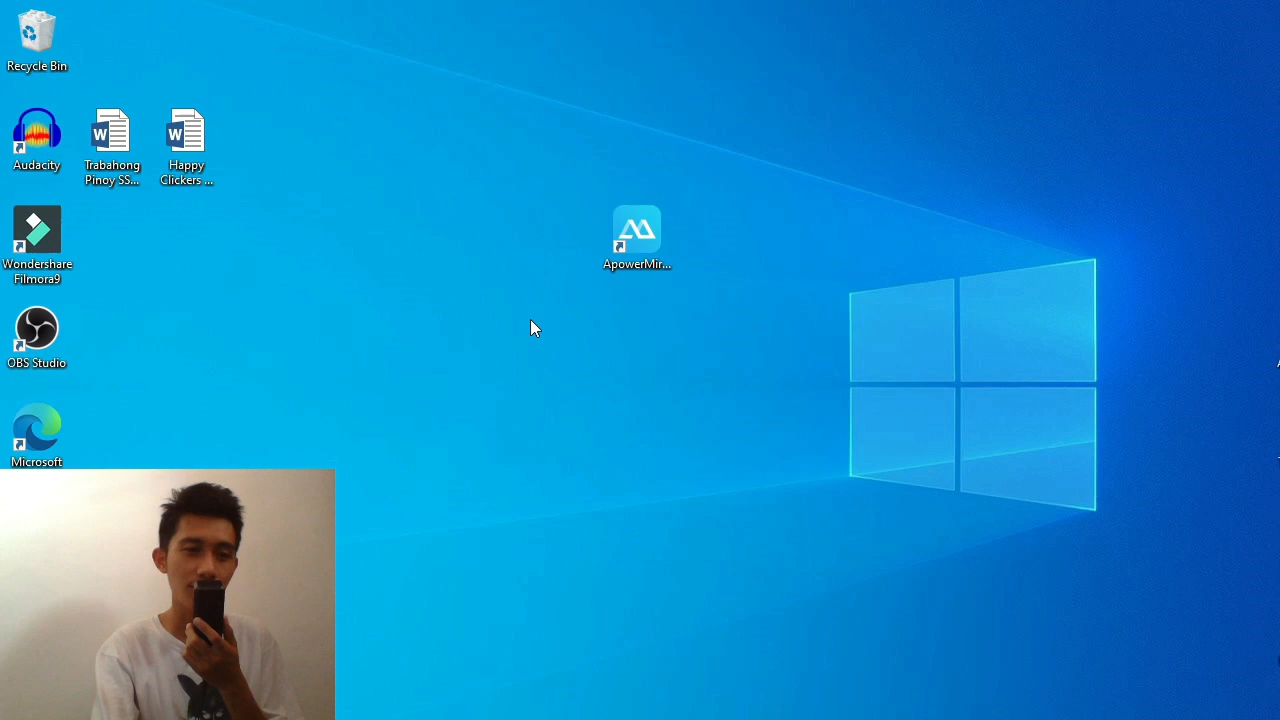 Recycle Bin
Audacity
Trabahong
Pinoy SS...
Happy
Clickers ...
Wondershare
Filmora9
ApowerMir...
OBS Studio
Microsoft